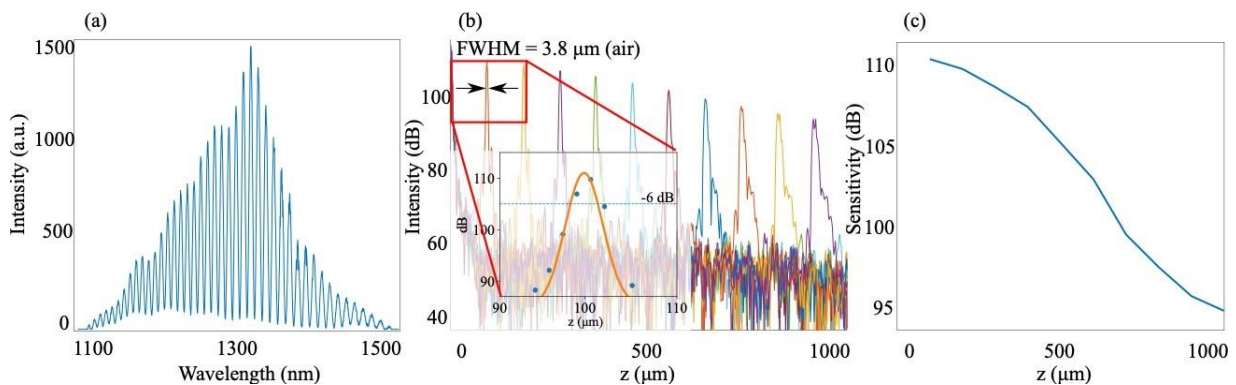 (a)
1500
1000
500
0
Intensity (a.u.)
1100
1300
1500
Wavelength (nm)
(b)
FWHM = 3.8 μm (air)
100
80
60
40
Intensity (dB)
-6 dB
110
100
90
dB
90
100
110
z (μm)
0
500
1000
z (μm)
(c)
110
105
100
95
Sensitivity (dB)
0
500
1000
z (μm)